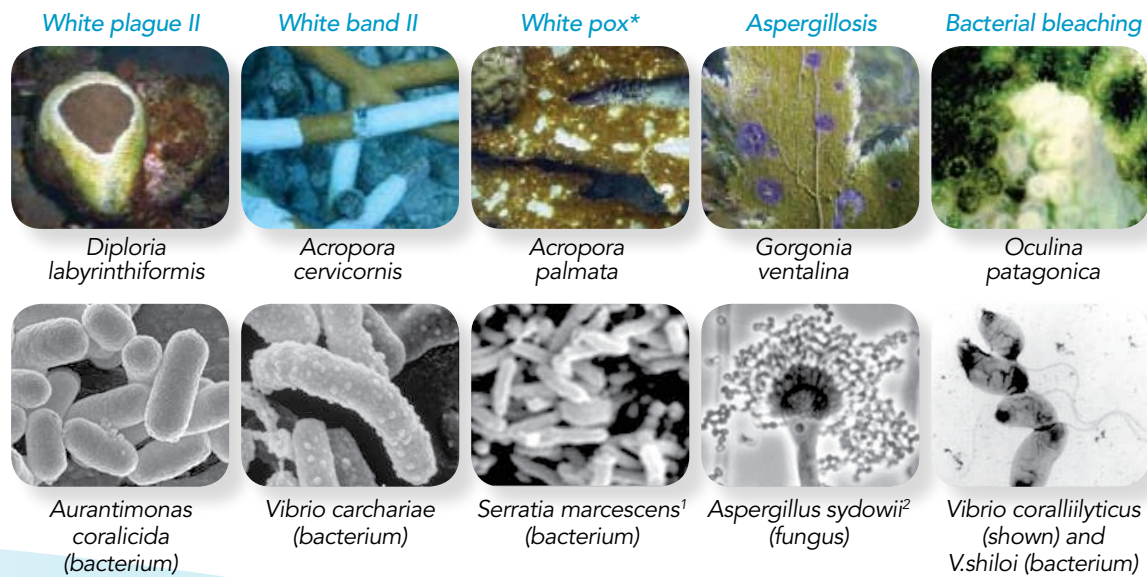 White plague II
White band II
White pox*
Aspergillosis
Bacterial bleaching
Diploria
labyrinthiformis
Acropora
cervicornis
Acropora
palmata
Gorgonia
ventalina
Oculina
patagonica
Aurantimonas
coralicida
(bacterium)
Vibrio carchariae
(bacterium)
Serratia marcescens¹
(bacterium)
Aspergillus sydowii²
(fungus)
Vibrio coralliilyticus
(shown) and
V.shiloi (bacterium)